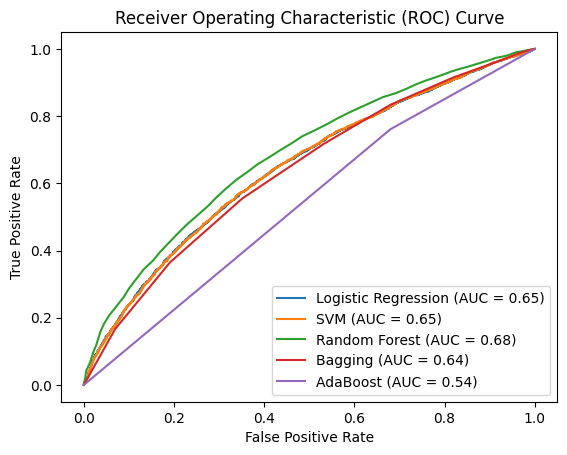 Receiver Operating Characteristic (ROC) Curve
True Positive Rate
1.0
0.8
0.6
0.4
0.2
0.0
Logistic Regression (AUC = 0.65)
SVM (AUC = 0.65)
Random Forest (AUC = 0.68)
Bagging (AUC = 0.64)
AdaBoost (AUC = 0.54)
0.0 0.2 0.4 0.6 0.8 1.0
False Positive Rate